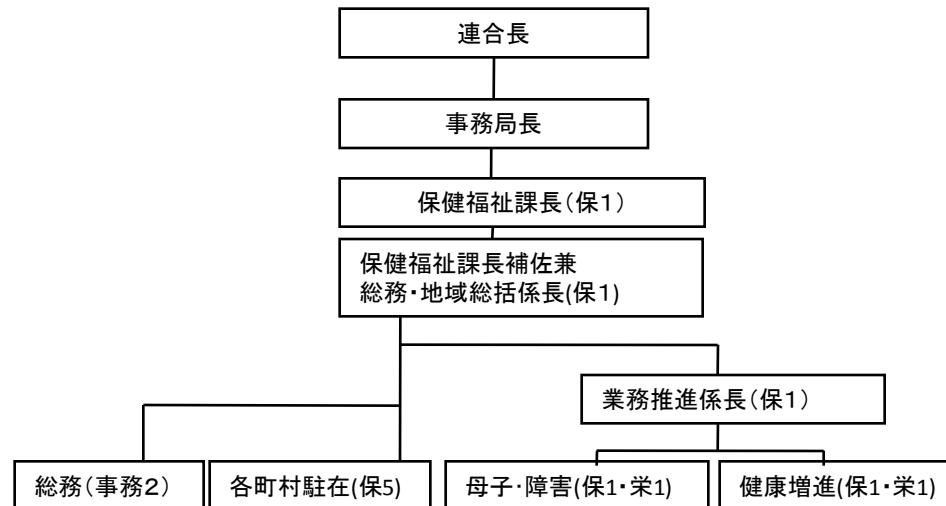 連合長
事務局長
保健福祉課長（保１）
保健福祉課長補佐兼
総務・地域総括係長(保１)
業務推進係長（保１）
総務（事務２）
各町村駐在(保5)
母子・障害(保1・栄1)
健康増進(保1・栄1)